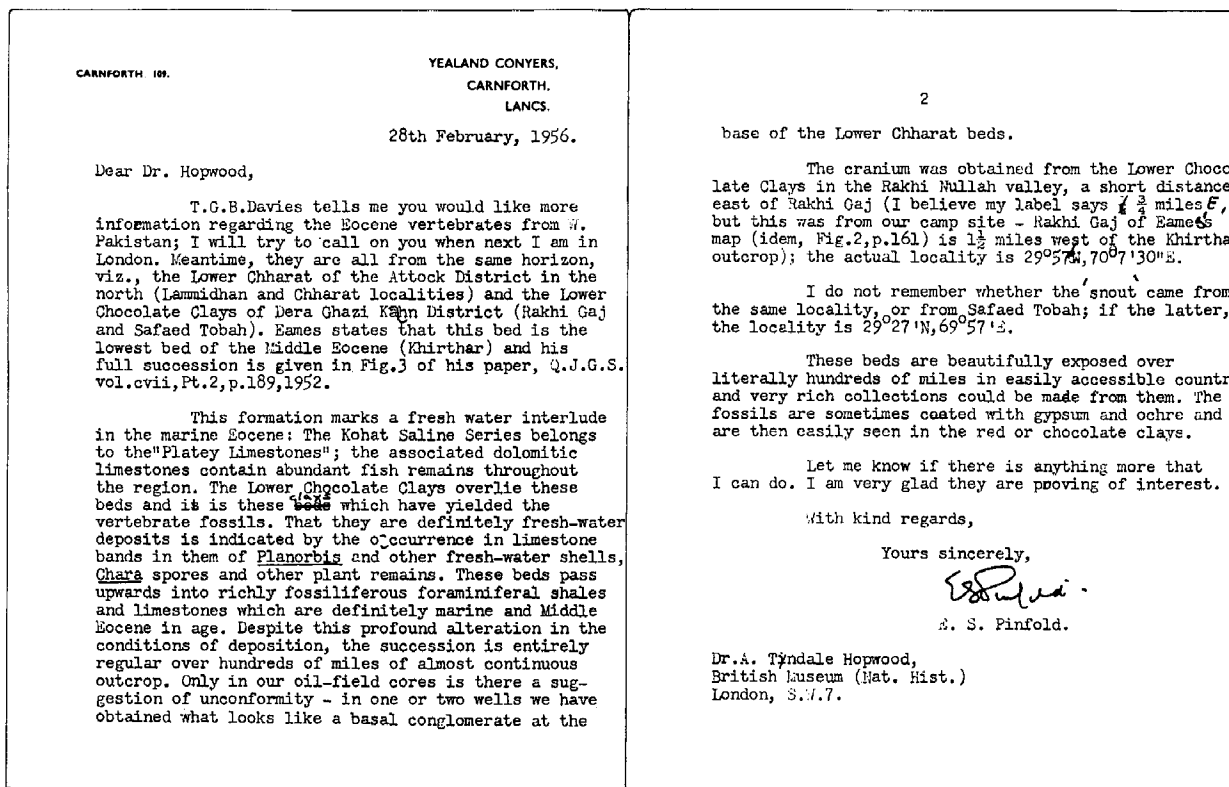 CARNFORTH 109.
YEALAND CONYERS,
CARNFORTH,
LANCS.
28th February, 1956.
Dear Dr. Hopwood,
T.G.B.Davies tells me you would like more
information regarding the Eocene vertebrates from W.
Pakistan; I will try to call on you when next I am in
London. Meantime, they are all from the same horizon,
viz., the Lower Chharat of the Attock District in the
north (Lammidhan and Chharat localities) and the Lower
Chocolate Clays of Dera Ghazi Kahn District (Rakhi Gaj
and Safaed Tobah). Eames states that this bed is the
lowest bed of the Middle Eocene (Khirthar) and his
full succession is given in Fig.3 of his paper, Q.J.G.S.
vol.cvii,Pt.2,p.189,1952.
This formation marks a fresh water interlude
in the marine Eocene: The Kohat Saline Series belongs
to the"Platey Limestones"; the associated dolomitic
limestones contain abundant fish remains throughout
the region. The Lower Chocolate Clays overlie these
beds and it is these clays which have yielded the
vertebrate fossils. That they are definitely fresh-water
deposits is indicated by the occurrence in limestone
bands in them of Planorbis and other fresh-water shells,
Chara spores and other plant remains. These beds pass
upwards into richly fossiliferous foraminiferal shales
and limestones which are definitely marine and Middle
Eocene in age. Despite this profound alteration in the
conditions of deposition, the succession is entirely
regular over hundreds of miles of almost continuous
outcrop. Only in our oil-field cores is there a sug-
gestion of unconformity - in one or two wells we have
obtained what looks like a basal conglomerate at the
2
base of the Lower Chharat beds.
The cranium was obtained from the Lower Choco
late Clays in the Rakhi Nullah valley, a short distance
east of Rakhi Gaj (I believe my label says ¾ miles E,
but this was from our camp site - Rakhi Gaj of Eames's
map (idem, Fig.2,p.161) is 1½ miles west of the Khirtha
outcrop); the actual locality is 29°57'N,70°7'30"E.
I do not remember whether the 'snout' came from
the same locality, or from Safaed Tobah; if the latter,
the locality is 29°27'N,69°57'E.
These beds are beautifully exposed over
literally hundreds of miles in easily accessible countr
and very rich collections could be made from them. The
fossils are sometimes coated with gypsum and ochre and
are then easily seen in the red or chocolate clays.
Let me know if there is anything more that
I can do. I am very glad they are pooving of interest.
With kind regards,
Yours sincerely,
ESPinfold.
E. S. Pinfold.
Dr.A. Tyndale Hopwood,
British Museum (Nat. Hist.)
London, S.W.7.